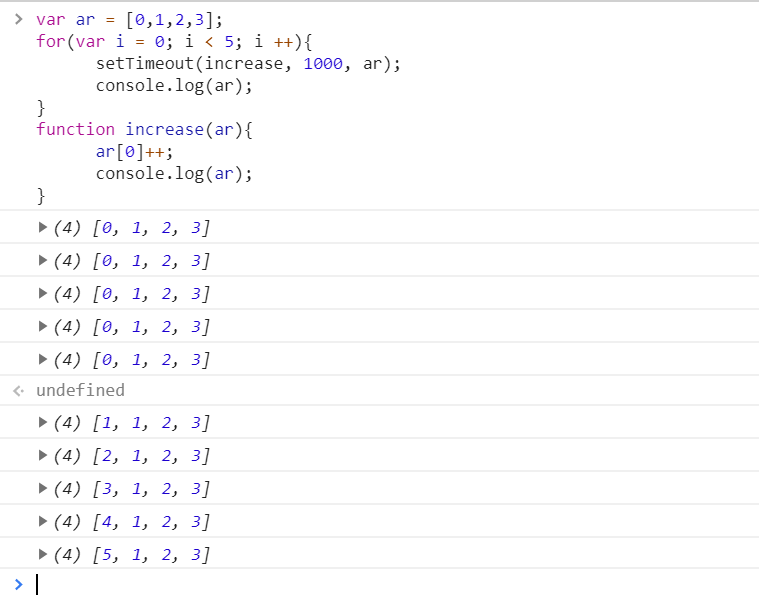 > var ar = [0,1,2,3];
for(var i = 0; i < 5; i ++){
      setTimeout(increase, 1000, ar);
      console.log(ar);
}
function increase(ar){
      ar[0]++;
      console.log(ar);
}
▶ (4) [0, 1, 2, 3]
▶ (4) [0, 1, 2, 3]
▶ (4) [0, 1, 2, 3]
▶ (4) [0, 1, 2, 3]
▶ (4) [0, 1, 2, 3]
undefined
▶ (4) [1, 1, 2, 3]
▶ (4) [2, 1, 2, 3]
▶ (4) [3, 1, 2, 3]
▶ (4) [4, 1, 2, 3]
▶ (4) [5, 1, 2, 3]
>